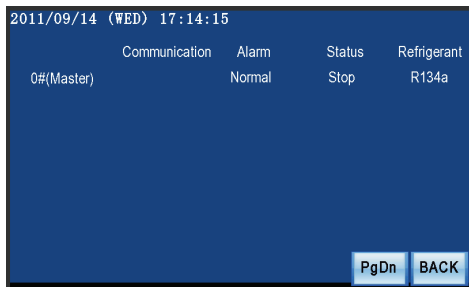 2011/09/14 (WED) 17:14:15
Communication Alarm Status Refrigerant
0#(Master) Normal Stop R134a
PgDn BACK